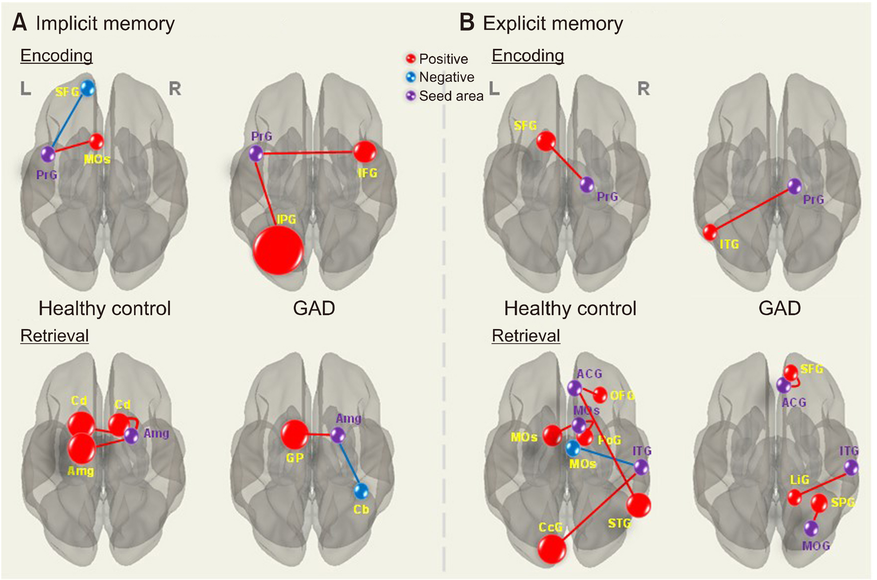 A Implicit memory
Encoding
L
R
SFG
PrG
MOs
PrG
IFG
IPG
Positive
Negative
Seed area
Healthy control
GAD
Retrieval
Cd
Cd
Amg
Amg
Amg
GP
Cb
B Explicit memory
Encoding
L
R
SFG
PrG
PrG
ITG
Healthy control
GAD
Retrieval
ACG
OFG
MOs
MOs
PoG
MOs
ITG
STG
CcG
SFG
ACG
ITG
LiG
SPG
MOG